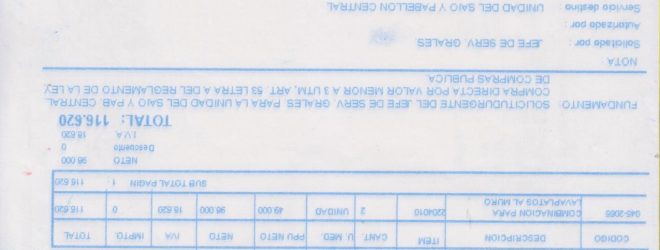 CODIGO DESCRIPCION ITEM CANT. U. MED. PPU NETO NETO IVA IMPTO. TOTAL
045-2065 COMBINACION PARA LAVAPLATOS AL MURO 2204010 2 UNIDAD 49.000 98.000 18.620 0 116.620
SUB TOTAL PAGIN 1 : 116.620
NETO 98.000
Descuento 0
I V A 18.620
TOTAL: 116.620
FUNDAMENTO: SOLICITUDURGENTE DEL JEFE DE SERV. GRALES. PARA LA UNIDAD DEL SAIO Y PAB. CENTRAL.
COMPRA DIRECTA POR VALOR MENOR A 3 UTM, ART. 53 LETRA A DEL REGLAMENTO DE LA LEY
DE COMPRAS PUBLICA
NOTA :
Solicitado por : JEFE DE SERV. GRALES
Autorizado por :
Servicio destino : UNIDAD DEL SAIO Y PABELLON CENTRAL